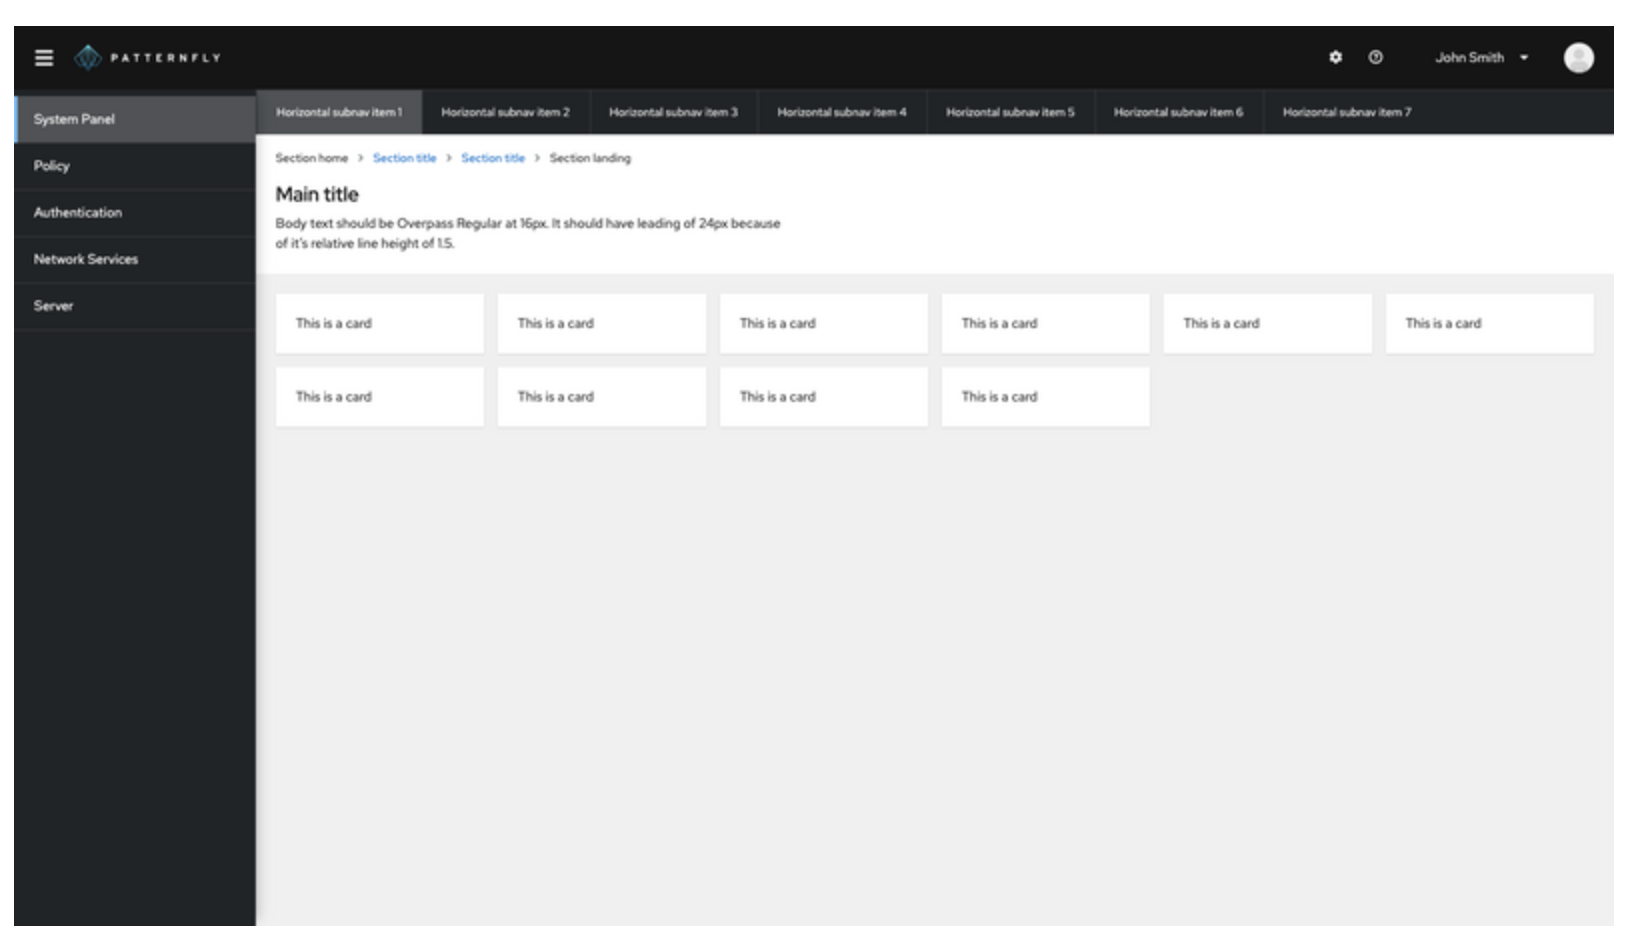 PATTERNFLY
John Smith
System Panel
Policy
Authentication
Network Services
Server
Horizontal subnav item 1 Horizontal subnav item 2 Horizontal subnav item 3 Horizontal subnav item 4 Horizontal subnav item 5 Horizontal subnav item 6 Horizontal subnav item 7
Section home > Section title > Section title > Section landing
Main title
Body text should be Overpass Regular at 16px. It should have leading of 24px because
of it's relative line height of 1.5.
This is a card This is a card This is a card This is a card This is a card This is a card
This is a card This is a card This is a card This is a card